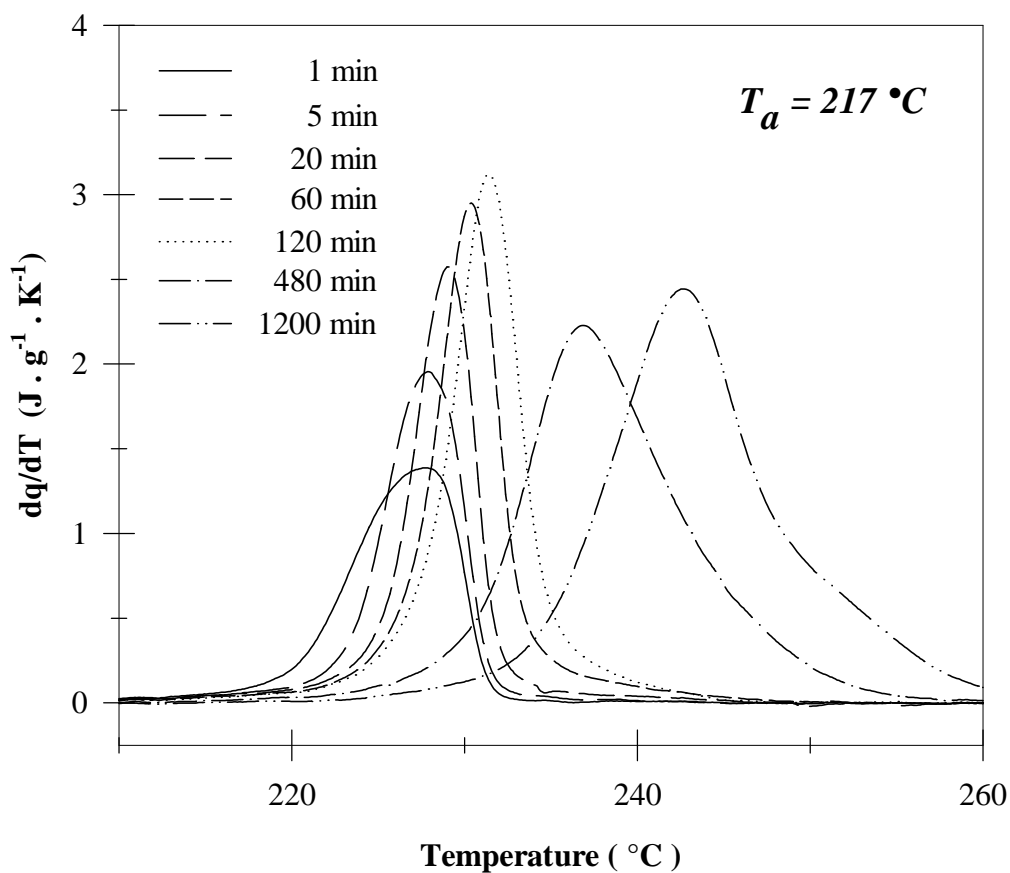 4
3
2
1
0
dq/dT (J . g⁻¹ . K⁻¹)
1 min
5 min
20 min
60 min
120 min
480 min
1200 min
Tₐ = 217 •C
220
240
260
Temperature ( °C )